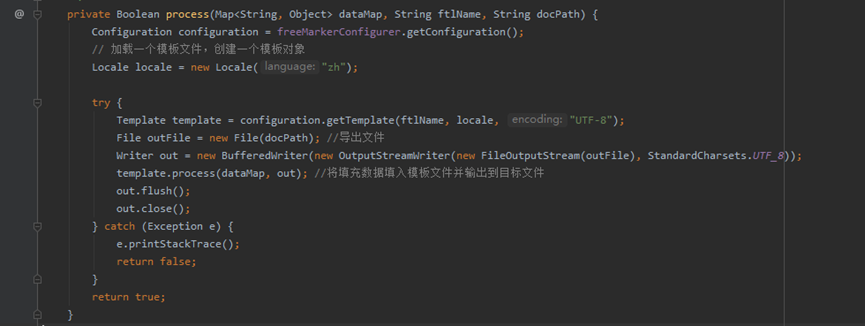 @
private Boolean process(Map<String, Object> dataMap, String ftlName, String docPath) {
Configuration configuration = freeMarkerConfigurer.getConfiguration();
// 加载一个模板文件，创建一个模板对象
Locale locale = new Locale( language: "zh");
try {
Template template = configuration.getTemplate(ftlName, locale, encoding: "UTF-8");
File outFile = new File(docPath); //导出文件
Writer out = new BufferedWriter(new OutputStreamWriter(new FileOutputStream(outFile), StandardCharsets.UTF_8));
template.process(dataMap, out); //将填充数据填入模板文件并输出到目标文件
out.flush();
out.close();
} catch (Exception e) {
e.printStackTrace();
return false;
}
return true;
}